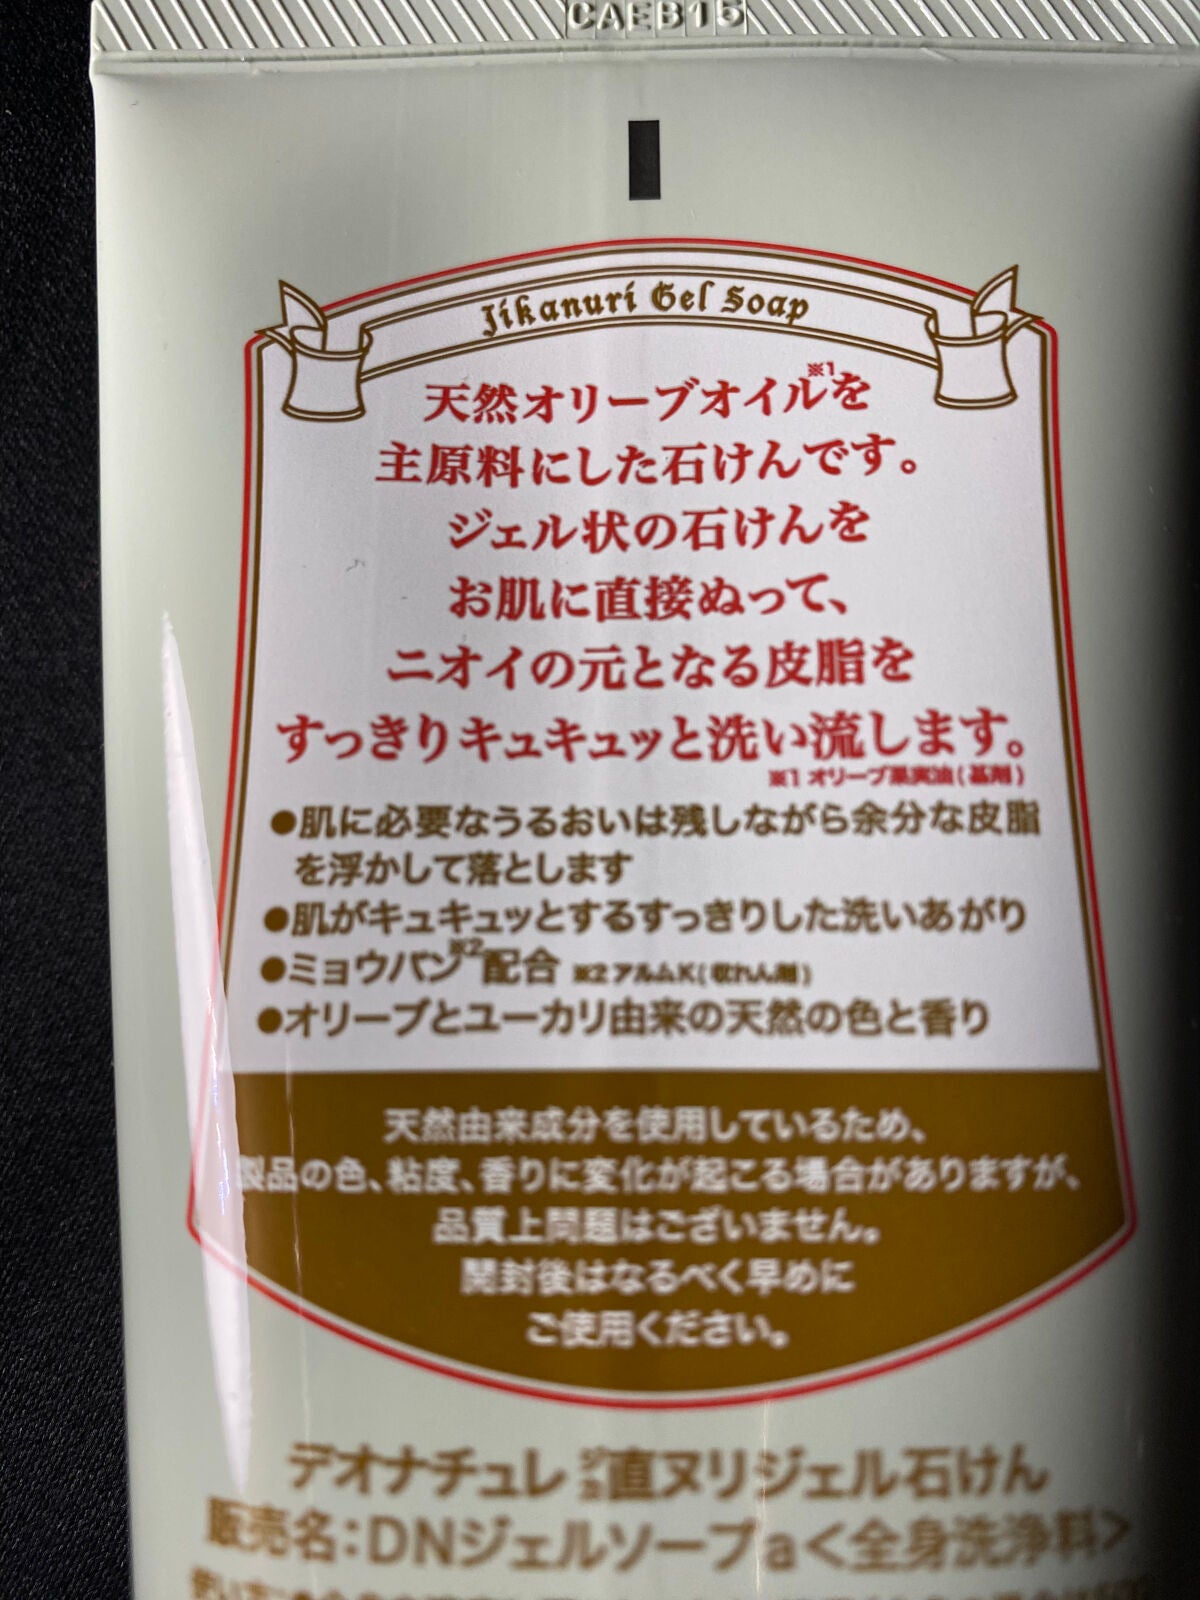 CAEB15
Jikanuri Gel Soap
天然オリーブオイル※1を
主原料にした石けんです。
ジェル状の石けんを
お肌に直接ぬって、
ニオイの元となる皮脂を
すっきりキュキュッと洗い流します。
※1 オリーブ果実油(基剤)
●肌に必要なうるおいは残しながら余分な皮脂
を浮かして落とします
●肌がキュキュッとするすっきりした洗いあがり
●ミョウバン※2配合 ※2 アルムK(収れん剤)
●オリーブとユーカリ由来の天然の色と香り
天然由来成分を使用しているため、
製品の色、粘度、香りに変化が起こる場合がありますが、
品質上問題はございません。
開封後はなるべく早めに
ご使用ください。
デオナチュレ 直ヌリジェル石けん
販売名:DNジェルソープa<全身洗浄料>